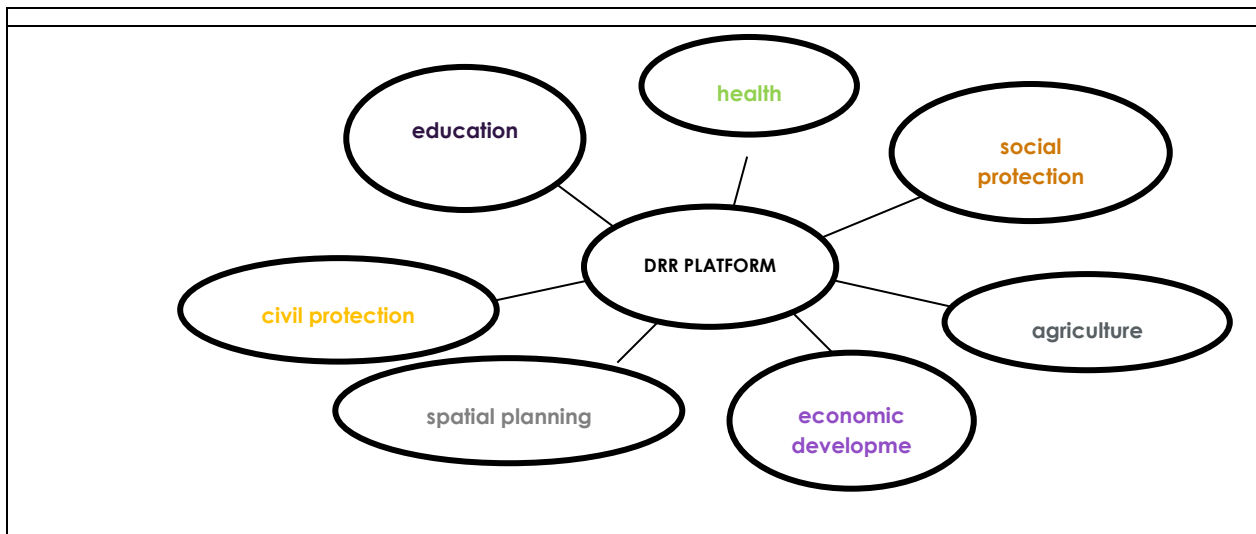 health
education
social
protection
DRR PLATFORM
civil protection
agriculture
spatial planning
economic
developme